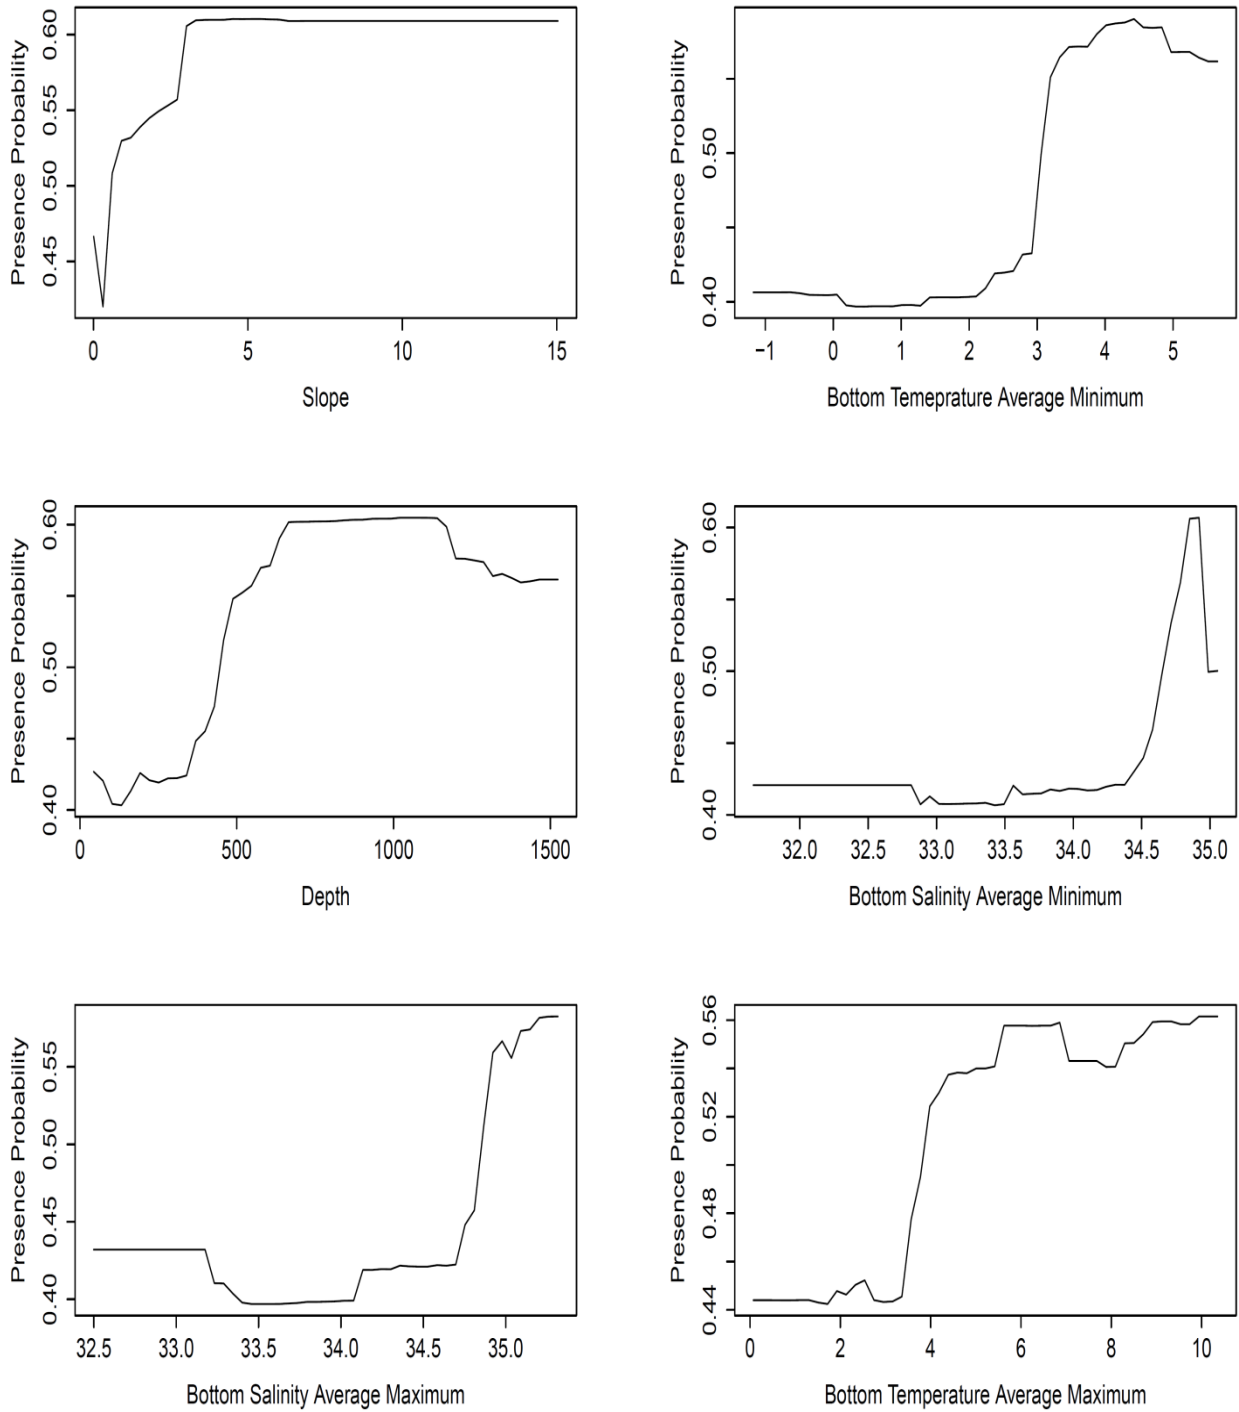 Presence Probability
0.60
0.55
0.50
0.45
0 5 10 15
Slope
Presence Probability
0.50
0.40
−1 0 1 2 3 4 5
Bottom Temeprature Average Minimum
Presence Probability
0.60
0.50
0.40
0 500 1000 1500
Depth
Presence Probability
0.60
0.50
0.40
32.0 32.5 33.0 33.5 34.0 34.5 35.0
Bottom Salinity Average Minimum
Presence Probability
0.55
0.50
0.45
0.40
32.5 33.0 33.5 34.0 34.5 35.0
Bottom Salinity Average Maximum
Presence Probability
0.56
0.52
0.48
0.44
0 2 4 6 8 10
Bottom Temperature Average Maximum